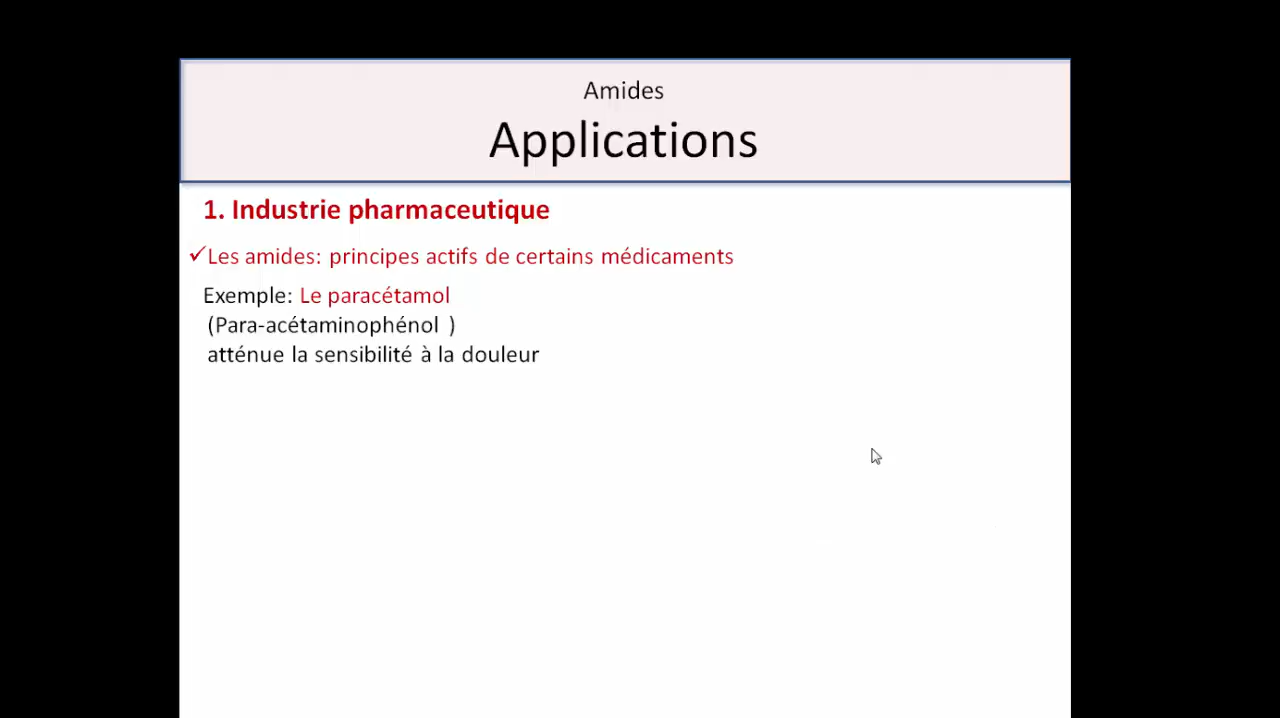 Amides
Applications
1. Industrie pharmaceutique
✓Les amides: principes actifs de certains médicaments
Exemple: Le paracétamol
(Para-acétaminophénol )
atténue la sensibilité à la douleur